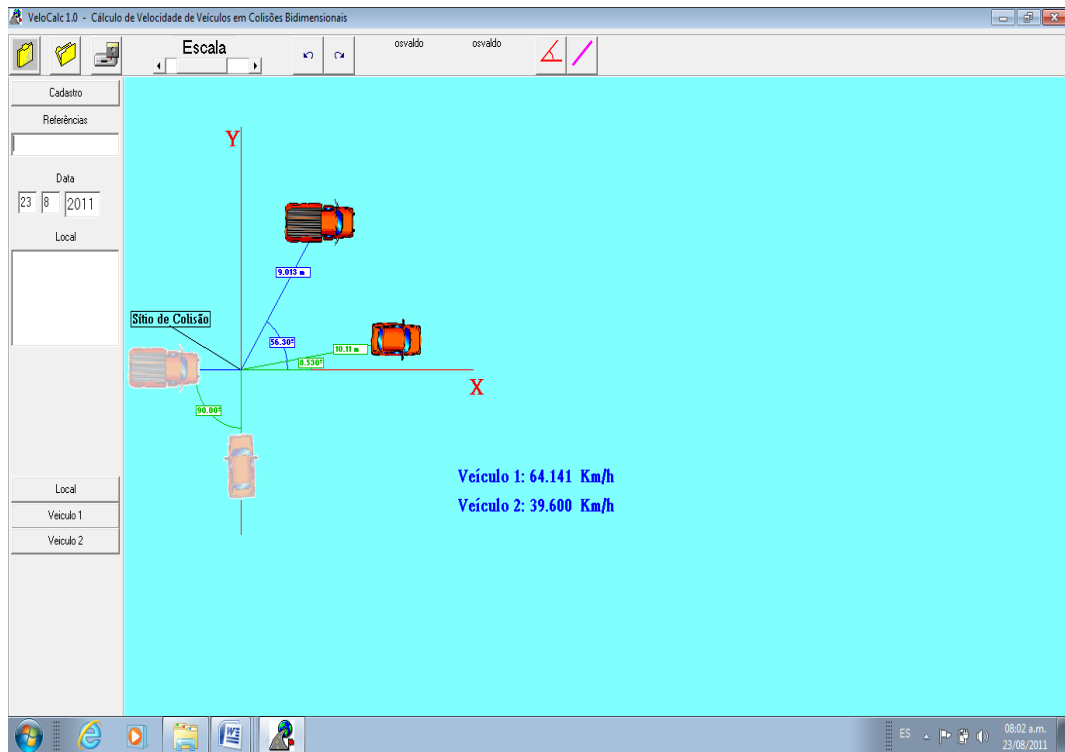 VeloCalc 1.0 - Cálculo de Velocidade de Veículos em Colisões Bidimensionais
Escala
osvaldo
osvaldo
Cadastro
Referências
Data
23 8 2011
Local
Y
9.013 m
Sítio de Colisão
56.30º
10.11 m
8.530º
X
90.00º
Veículo 1: 64.141 Km/h
Veículo 2: 39.600 Km/h
Local
Veiculo 1
Veiculo 2
ES
08:02 a.m.
23/08/2011